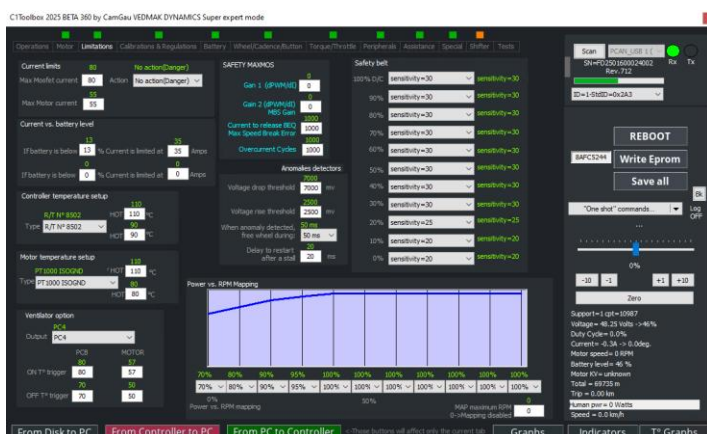 C1Toolbox 2025 BETA 360 by CamGau VEDMAK DYNAMICS Super expert mode
Operations Motor Limitations Calibrations & Regulations Battery Wheel/Cadence/Button Torque/Throttle Peripherals Assistance Special Shifter Tests
Current limits
80 No action(Danger)
Max Mosfet current 80 Action No action(Danger)
55
Max Motor current 55
Current vs. battery level
13 35
If battery is below 13 % Current is limited at 35 Amps
0 0
If battery is below 0 % Current is limited at 0 Amps
Controller temperature setup
110
R/T N° 8502 HOT 110 °C
Type R/T N° 8502 90
HOT 90 °C
Motor temperature setup
110
PT1000 ISOGND HOT 110 °C
Type PT1000 ISOGND 80
HOT 80 °C
Ventilator option
PC4
Output PC4
PCB MOTOR
80 57
ON T° trigger 80 57
70 50
OFF T° trigger 70 50
SAFETY MAXMOS
0
Gan 1 (dPWM/dE) 0
0
Gan 2 (dPWM/dE) 0
MBS Gan
1000
Current to release BEQ 1000
Max Speed Break Error
1000
Overcurrent Cycles 1000
Anomalies detectors
7000
Voltage drop threshold 7000 mv
2500
Voltage rise threshold 2500 mv
When anomaly detected, 50 ms
free wheel during: 50 ms
Delay to restart 20
after a stall 20 ms
Safety belt
100% D/C sensitivity=30 sensitivity=30
90% sensitivity=30 sensitivity=30
80% sensitivity=30 sensitivity=30
70% sensitivity=30 sensitivity=30
60% sensitivity=30 sensitivity=30
50% sensitivity=30 sensitivity=30
40% sensitivity=30 sensitivity=30
30% sensitivity=30 sensitivity=30
20% sensitivity=25 sensitivity=25
10% sensitivity=20 sensitivity=20
0% sensitivity=20 sensitivity=20
Power vs. RPM Mapping
70% 80% 90% 95% 100% 100% 100% 100% 100% 100% 100%
70% 80% 90% 95% 100% 100% 100% 100% 100% 100% 100%
0% 50%
Power vs. RPM mapping
MAP maximum RPM 0
0->Mapping disabled 0
Scan PCAN_USB 1 ( Rx Tx
SN=FD2501600024002
Rev.712
ID=1-StdID=0x2A3
REBOOT
8AFC5244 Write Eprom
Save all
Bk
"One shot" commands... Log
OFF
...
0%
-10 -1 +1 +10
Zero
Support=1 cpt=10987
Voltage= 48.25 Volts ->46%
Duty Cycle= 0.0%
Current= -0.3A -> 0.0deg.
Motor speed= 0 RPM
Battery level= 46 %
Motor KV= unknown
Total = 69735 m
Trip = 0.00 km
Human pwr= 0 Watts
Speed = 0.0 km/h
From Disk to PC From Controller to PC From PC to Controller <-Those buttons will affect only the current tab Graphs Indicators T° Graphs